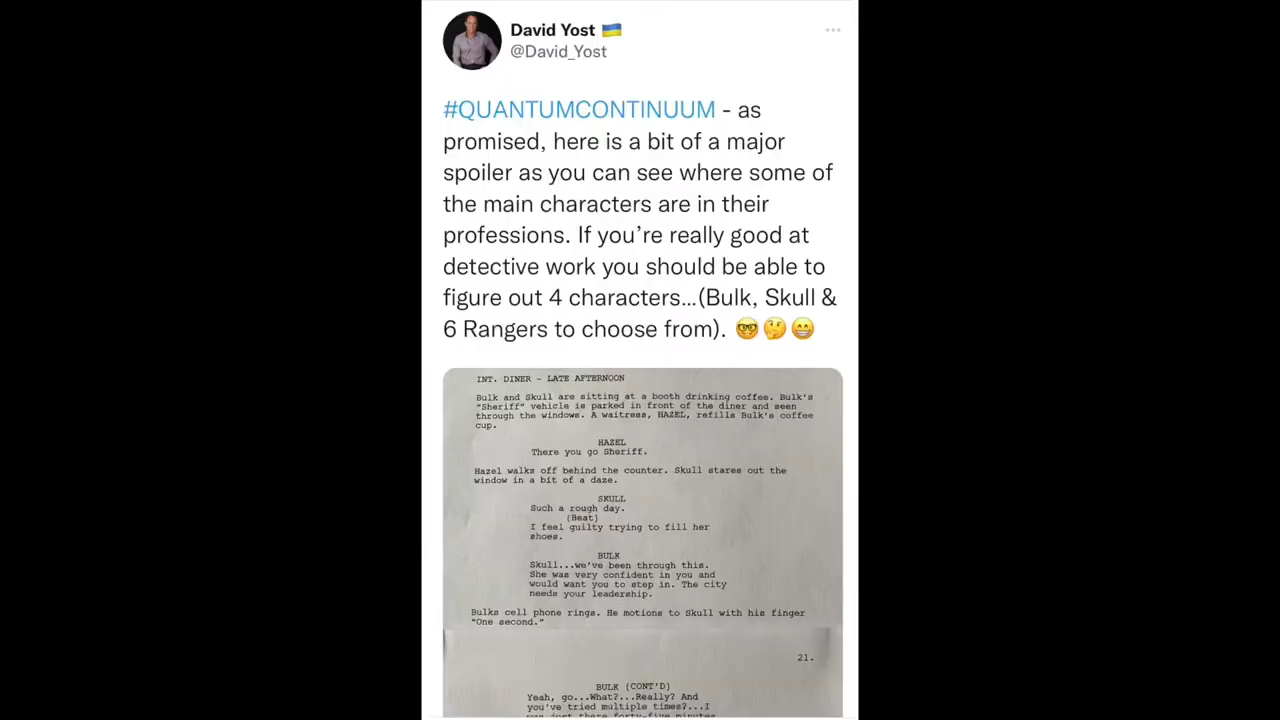 David Yost 🇺🇦
@David_Yost
#QUANTUMCONTINUUM - as
promised, here is a bit of a major
spoiler as you can see where some of
the main characters are in their
professions. If you’re really good at
detective work you should be able to
figure out 4 characters...(Bulk, Skull &
6 Rangers to choose from). 🤓🤔😁
INT. DINER - LATE AFTERNOON
Bulk and Skull are sitting at a booth drinking coffee. Bulk's
"Sheriff" vehicle is parked in front of the diner and seen
through the windows. A waitress, HAZEL, refills Bulk's coffee
cup.
HAZEL
There you go Sheriff.
Hazel walks off behind the counter. Skull stares out the
window in a bit of a daze.
SKULL
Such a rough day.
(Beat)
I feel guilty trying to fill her
shoes.
BULK
Skull...we've been through this.
She was very confident in you and
would want you to step in. The city
needs your leadership.
Bulks cell phone rings. He motions to Skull with his finger
"One second."
21.
BULK (CONT'D)
Yeah, go...What?...Really? And
you've tried multiple times?...I
was just there forty-five minutes